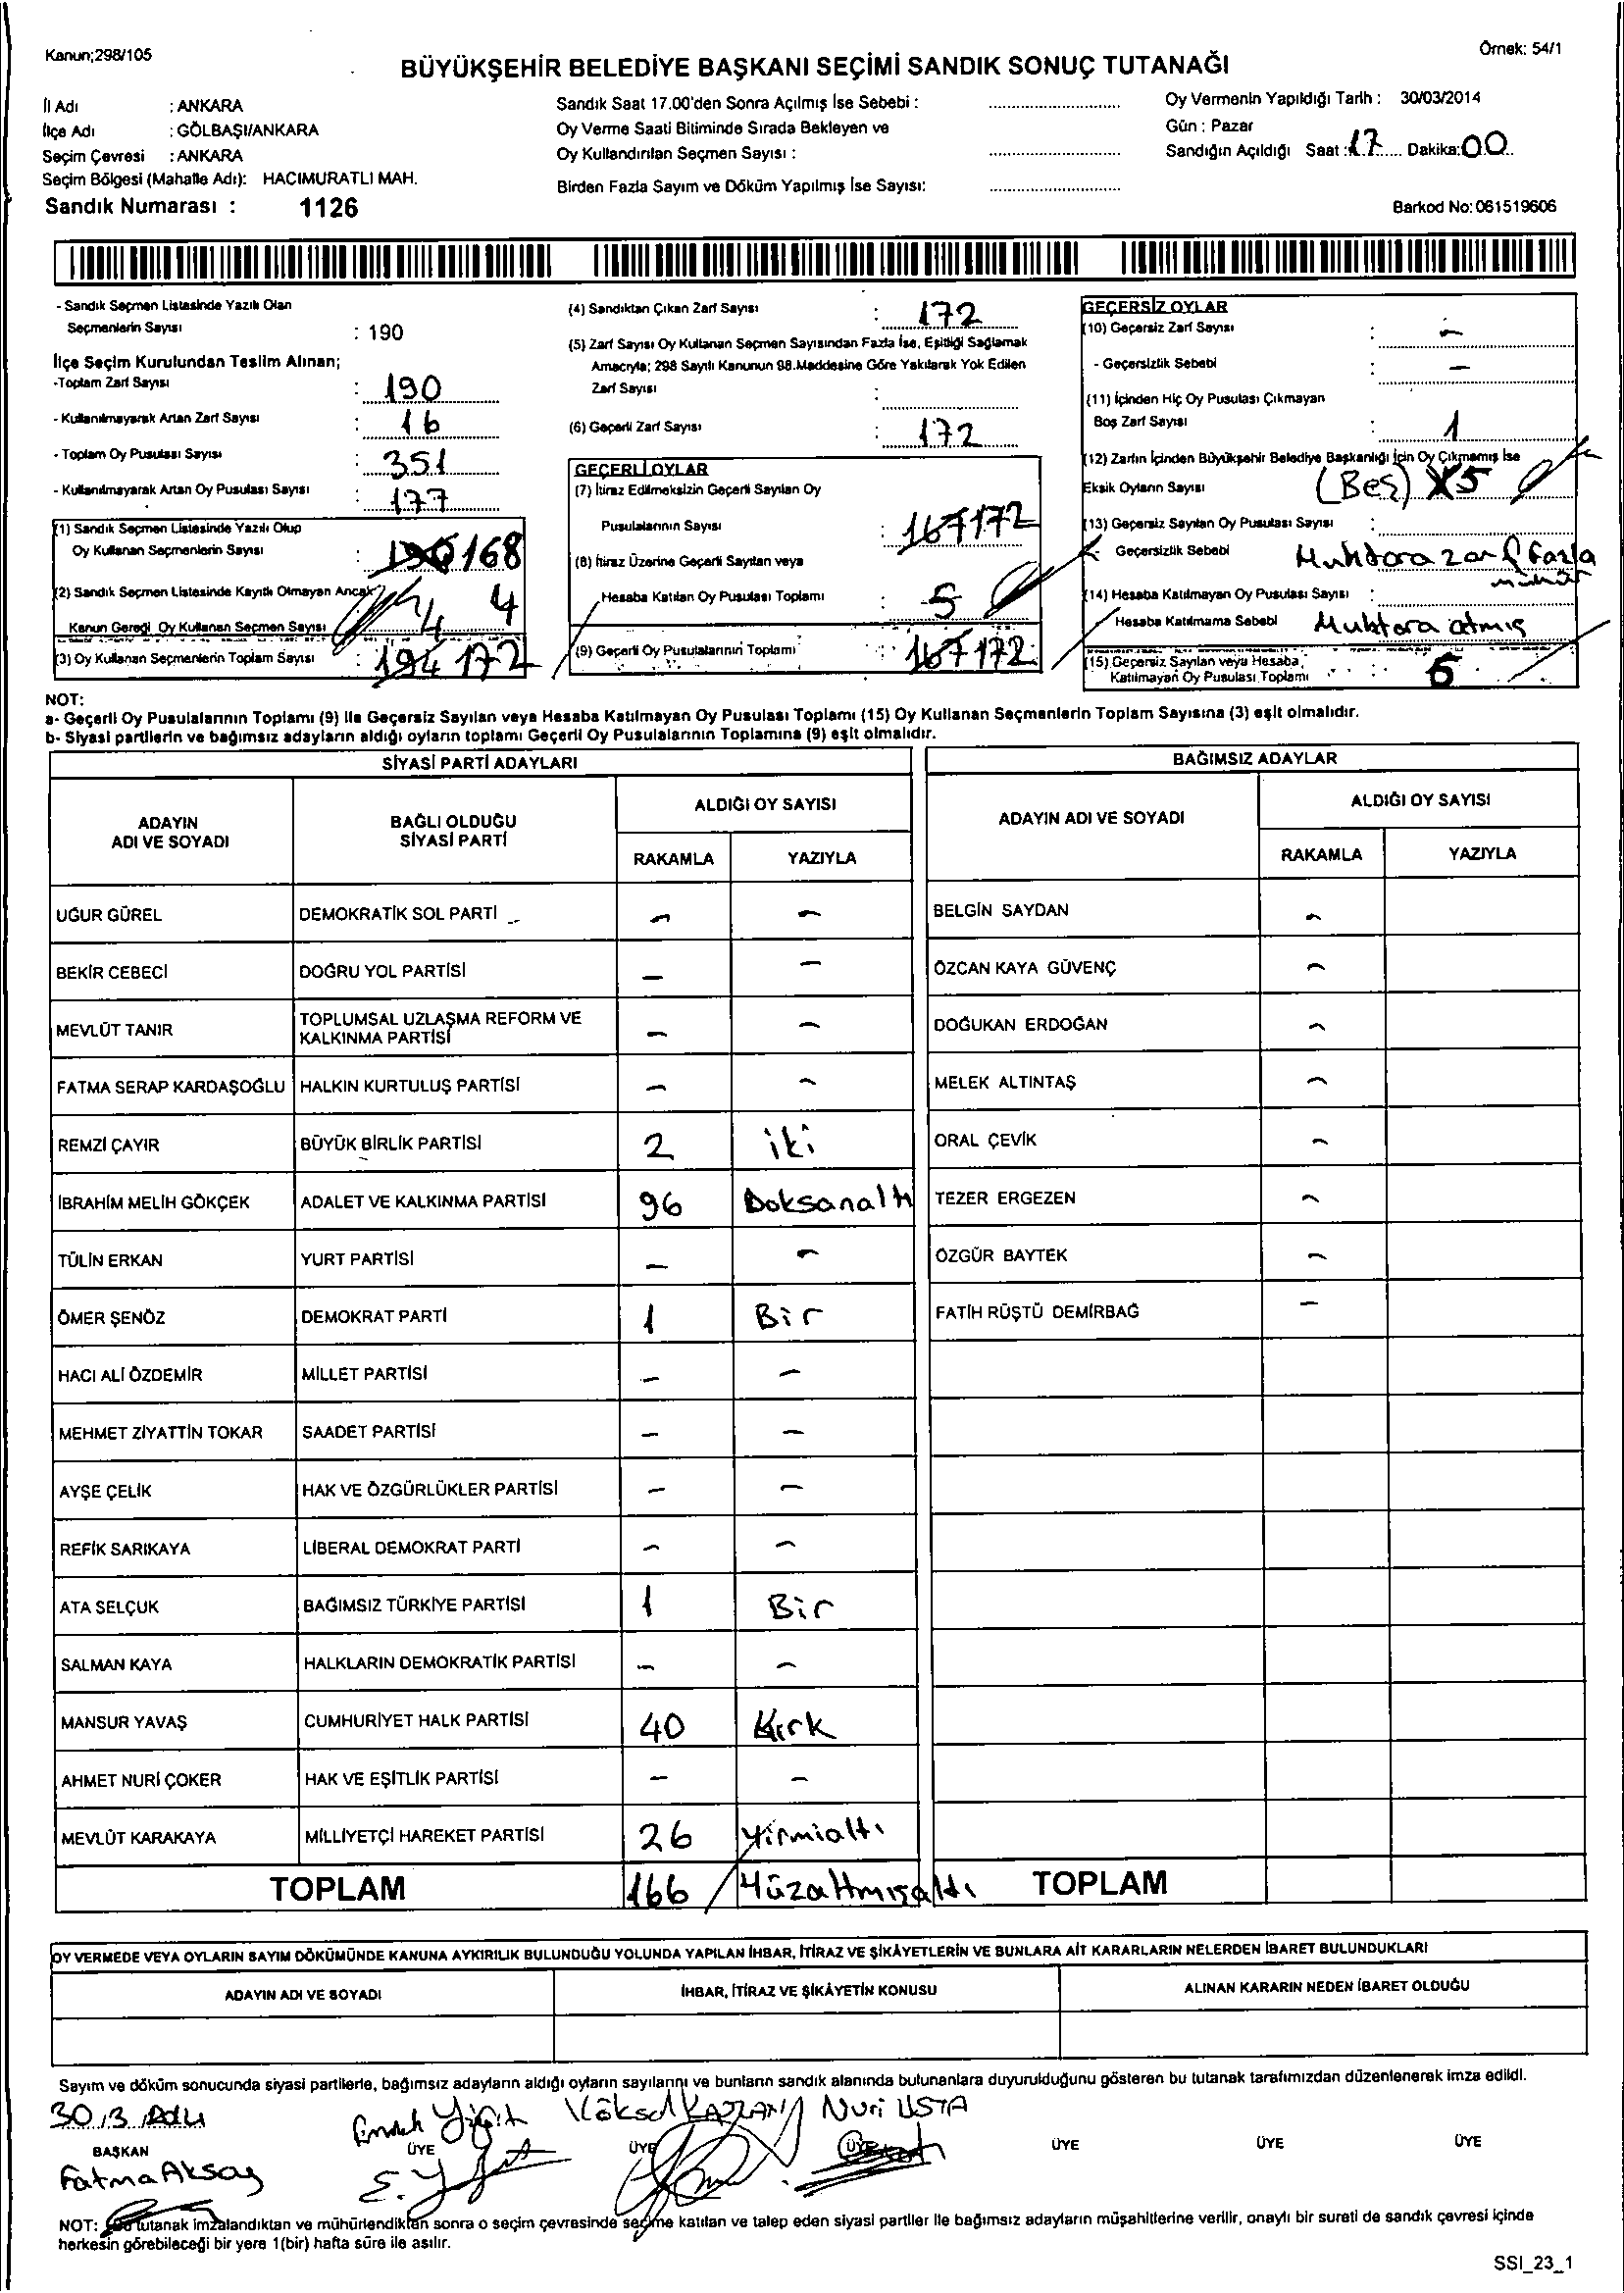 Kanun;298/105
Örnek: 54/1
BÜYÜKŞEHİR BELEDİYE BAŞKANI SEÇİMİ SANDIK SONUÇ TUTANAĞI
İl Adı : ANKARA
İlçe Adı : GÖLBAŞI/ANKARA
Seçim Çevresi : ANKARA
Seçim Bölgesi (Mahalle Adı): HACIMURATLI MAH.
Sandık Numarası : 1126
Sandık Saat 17.00'den Sonra Açılmış İse Sebebi :
Oy Verme Saati Bitiminde Sırada Bekleyen ve
Oy Kullandırılan Seçmen Sayısı :
Birden Fazla Sayım ve Döküm Yapılmış İse Sayısı:
Oy Vermenin Yapıldığı Tarih : 30/03/2014
Gün : Pazar
Sandığın Açıldığı Saat : 17 Dakika: 00
Barkod No: 061519606
- Sandık Seçmen Listesinde Yazılı Olan
Seçmenlerin Sayısı : 190
İlçe Seçim Kurulundan Teslim Alınan;
-Toplam Zarf Sayısı : 190
- Kullanılmayarak Artan Zarf Sayısı : 16
- Toplam Oy Pusulası Sayısı : 351
- Kullanılmayarak Artan Oy Pusulası Sayısı : 177
(1) Sandık Seçmen Listesinde Yazılı Olup
Oy Kullanan Seçmenlerin Sayısı : 190 168
(2) Sandık Seçmen Listesinde Kayıtlı Olmayan Ancak
Kanun Gereği Oy Kullanan Seçmen Sayısı 4 4
(3) Oy Kullanan Seçmenlerin Toplam Sayısı : 194 172
(4) Sandıktan Çıkan Zarf Sayısı : 172
(5) Zarf Sayısı Oy Kullanan Seçmen Sayısından Fazla İse, Eşitliği Sağlamak
Amacıyla; 298 Sayılı Kanunun 98.Maddesine Göre Yakılarak Yok Edilen
Zarf Sayısı :
(6) Geçerli Zarf Sayısı : 172
GEÇERLİ OYLAR
(7) İtiraz Edilmeksizin Geçerli Sayılan Oy
Pusulalarının Sayısı : 167 172
(8) İtiraz Üzerine Geçerli Sayılan veya
Hesaba Katılan Oy Pusulası Toplamı : 5
(9) Geçerli Oy Pusulalarının Toplamı : 167 172
GEÇERSİZ OYLAR
(10) Geçersiz Zarf Sayısı : -
- Geçersizlik Sebebi : -
(11) İçinden Hiç Oy Pusulası Çıkmayan
Boş Zarf Sayısı : 1
(12) Zarfın İçinden Büyükşehir Belediye Başkanlığı İçin Oy Çıkmamış İse
Eksik Oyların Sayısı (Beş) 5
(13) Geçersiz Sayılan Oy Pusulası Sayısı :
Geçersizlik Sebebi Muhtara zarf fazla
mühür
(14) Hesaba Katılmayan Oy Pusulası Sayısı :
Hesaba Katılmama Sebebi Muhtara atmış
(15) Geçersiz Sayılan veya Hesaba
Katılmayan Oy Pusulası Toplamı :
NOT:
a- Geçerli Oy Pusulalarının Toplamı (9) ile Geçersiz Sayılan veya Hesaba Katılmayan Oy Pusulası Toplamı (15) Oy Kullanan Seçmenlerin Toplam Sayısına (3) eşit olmalıdır.
b- Siyasi partilerin ve bağımsız adayların aldığı oyların toplamı Geçerli Oy Pusulalarının Toplamına (9) eşit olmalıdır.
SİYASİ PARTİ ADAYLARI
ADAYIN ADI VE SOYADI
BAĞLI OLDUĞU SİYASİ PARTİ
ALDIĞI OY SAYISI
RAKAMLA YAZIYLA
UĞUR GÜREL DEMOKRATİK SOL PARTİ - -
BEKİR CEBECİ DOĞRU YOL PARTİSİ - -
MEVLÜT TANIR TOPLUMSAL UZLAŞMA REFORM VE KALKINMA PARTİSİ - -
FATMA SERAP KARDAŞOĞLU HALKIN KURTULUŞ PARTİSİ - -
REMZİ ÇAYIR BÜYÜK BİRLİK PARTİSİ 2 iki
İBRAHİM MELİH GÖKÇEK ADALET VE KALKINMA PARTİSİ 96 Doksanaltı
TÜLİN ERKAN YURT PARTİSİ - -
ÖMER ŞENÖZ DEMOKRAT PARTİ 1 Bir
HACI ALİ ÖZDEMİR MİLLET PARTİSİ - -
MEHMET ZİYATTİN TOKAR SAADET PARTİSİ - -
AYŞE ÇELİK HAK VE ÖZGÜRLÜKLER PARTİSİ - -
REFİK SARIKAYA LİBERAL DEMOKRAT PARTİ - -
ATA SELÇUK BAĞIMSIZ TÜRKİYE PARTİSİ 1 Bir
SALMAN KAYA HALKLARIN DEMOKRATİK PARTİSİ - -
MANSUR YAVAŞ CUMHURİYET HALK PARTİSİ 40 Kırk
AHMET NURİ ÇOKER HAK VE EŞİTLİK PARTİSİ - -
MEVLÜT KARAKAYA MİLLİYETÇİ HAREKET PARTİSİ 26 Yirmialtı
TOPLAM 166 Yüzaltmışaltı
BAĞIMSIZ ADAYLAR
ADAYIN ADI VE SOYADI
ALDIĞI OY SAYISI
RAKAMLA YAZIYLA
BELGİN SAYDAN -
ÖZCAN KAYA GÜVENÇ -
DOĞUKAN ERDOĞAN -
MELEK ALTINTAŞ -
ORAL ÇEVİK -
TEZER ERGEZEN -
ÖZGÜR BAYTEK -
FATİH RÜŞTÜ DEMİRBAĞ -
TOPLAM
OY VERMEDE VEYA OYLARIN SAYIM DÖKÜMÜNDE KANUNA AYKIRILIK BULUNDUĞU YOLUNDA YAPILAN İHBAR, İTİRAZ VE ŞİKÂYETLERİN VE BUNLARA AİT KARARLARIN NELERDEN İBARET BULUNDUKLARI
ADAYIN ADI VE SOYADI
İHBAR, İTİRAZ VE ŞİKÂYETİN KONUSU
ALINAN KARARIN NEDEN İBARET OLDUĞU
Sayım ve döküm sonucunda siyasi partilerle, bağımsız adayların aldığı oyların sayılarını ve bunların sandık alanında bulunanlara duyurulduğunu gösteren bu tutanak tarafımızdan düzenlenerek imza edildi.
30/3/2014
Yiğit Köksal Nuri USTA
BAŞKAN ÜYE ÜYE ÜYE ÜYE ÜYE ÜYE
Fatma Aksoy
NOT: Bu tutanak imzalandıktan ve mühürlendikten sonra o seçim çevresinde seçime katılan ve talep eden siyasi partiler ile bağımsız adayların müşahitlerine verilir, onaylı bir sureti de sandık çevresi içinde
herkesin görebileceği bir yere 1(bir) hafta süre ile asılır.
SSI_23_1